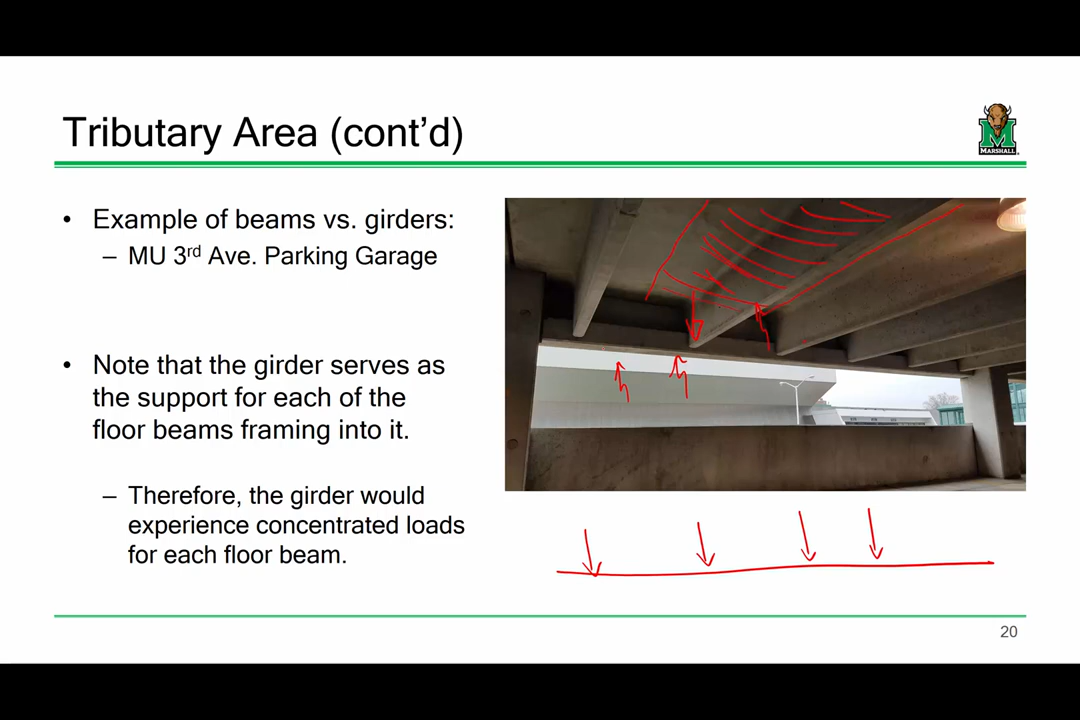 Tributary Area (cont’d)
MARSHALL
• Example of beams vs. girders:
– MU 3rd Ave. Parking Garage
• Note that the girder serves as
the support for each of the
floor beams framing into it.
– Therefore, the girder would
experience concentrated loads
for each floor beam.
20